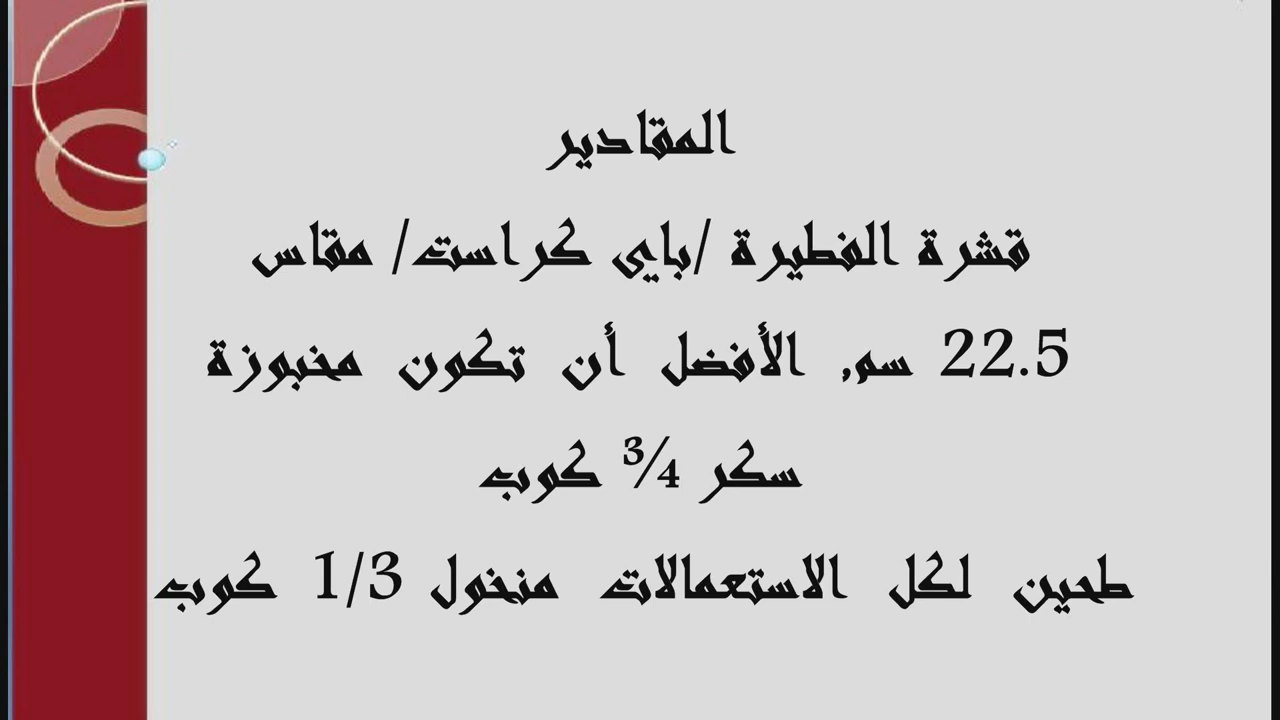 المقادير
قشرة الفطيرة /باي كراست/ مقاس
22.5 سم, الأفضل أن تكون مخبوزة
سكر ¾ كوب
طحين لكل الاستعمالات منخول 1/3 كوب